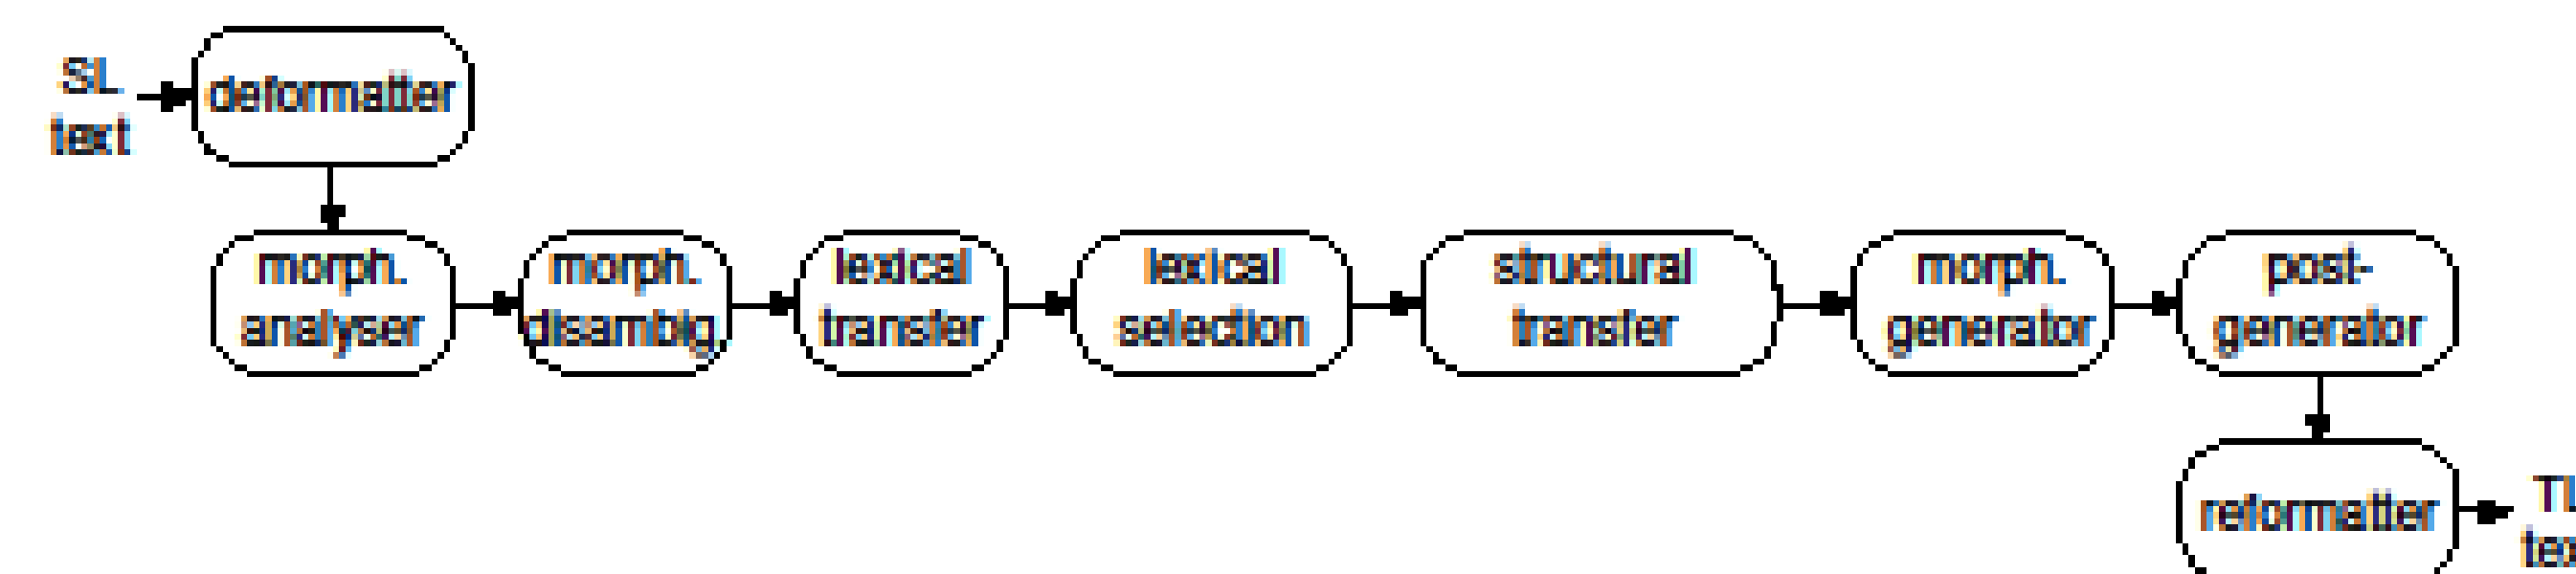 SL
text
deformatter
morph.
analyser
morph.
disambig.
lexical
transfer
lexical
selection
structural
transfer
morph.
generator
post-
generator
reformatter